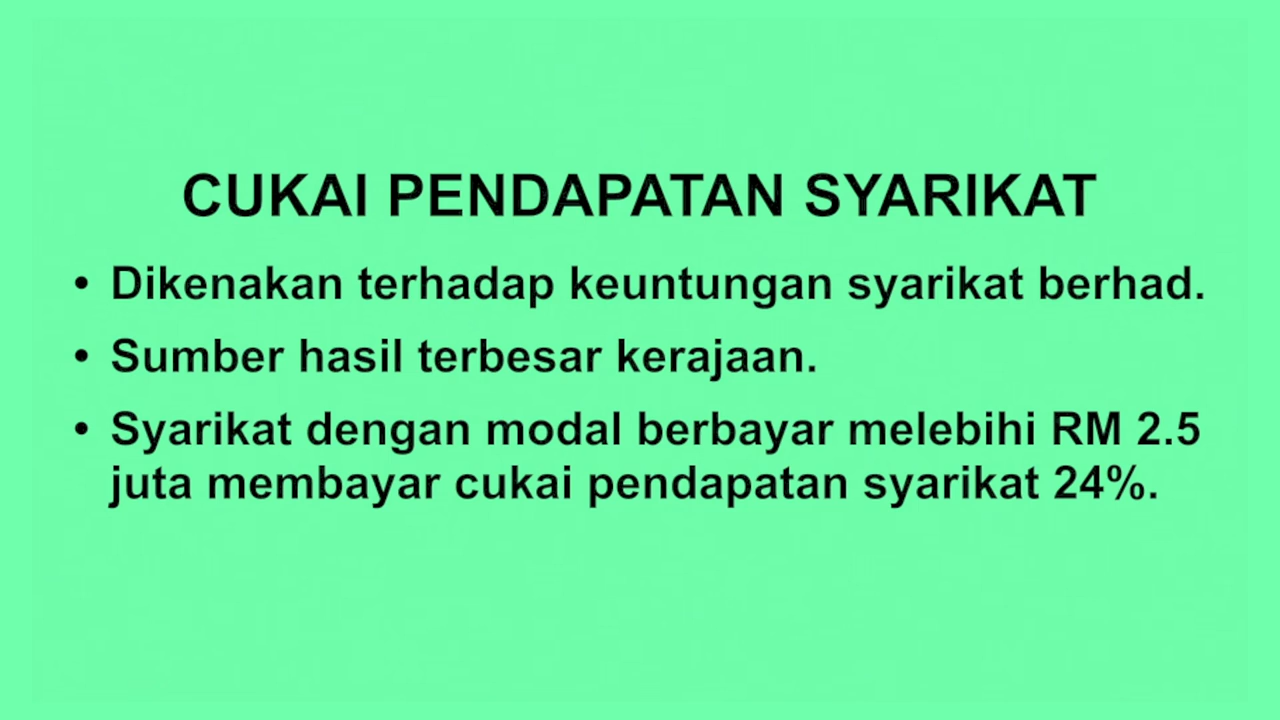 CUKAI PENDAPATAN SYARIKAT
• Dikenakan terhadap keuntungan syarikat berhad.
• Sumber hasil terbesar kerajaan.
• Syarikat dengan modal berbayar melebihi RM 2.5
juta membayar cukai pendapatan syarikat 24%.